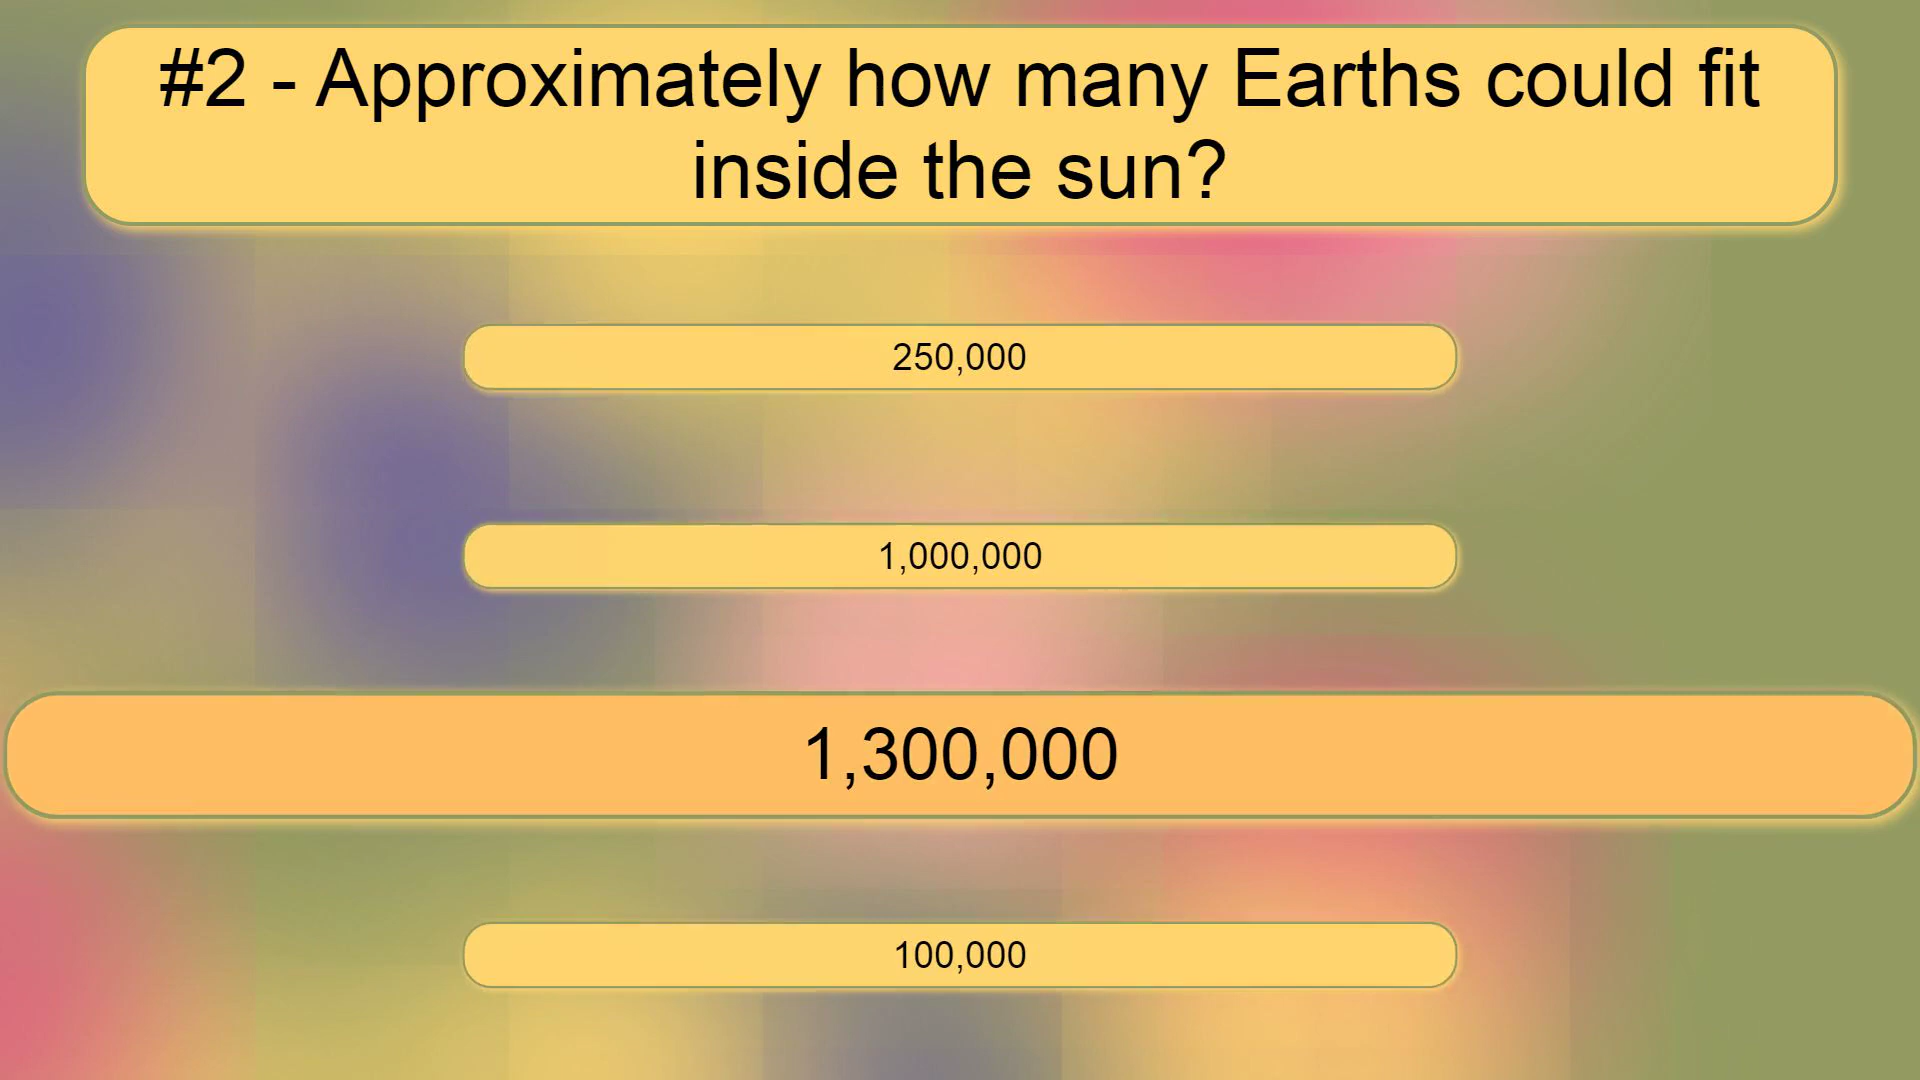 #2 - Approximately how many Earths could fit
inside the sun?
250,000
1,000,000
1,300,000
100,000